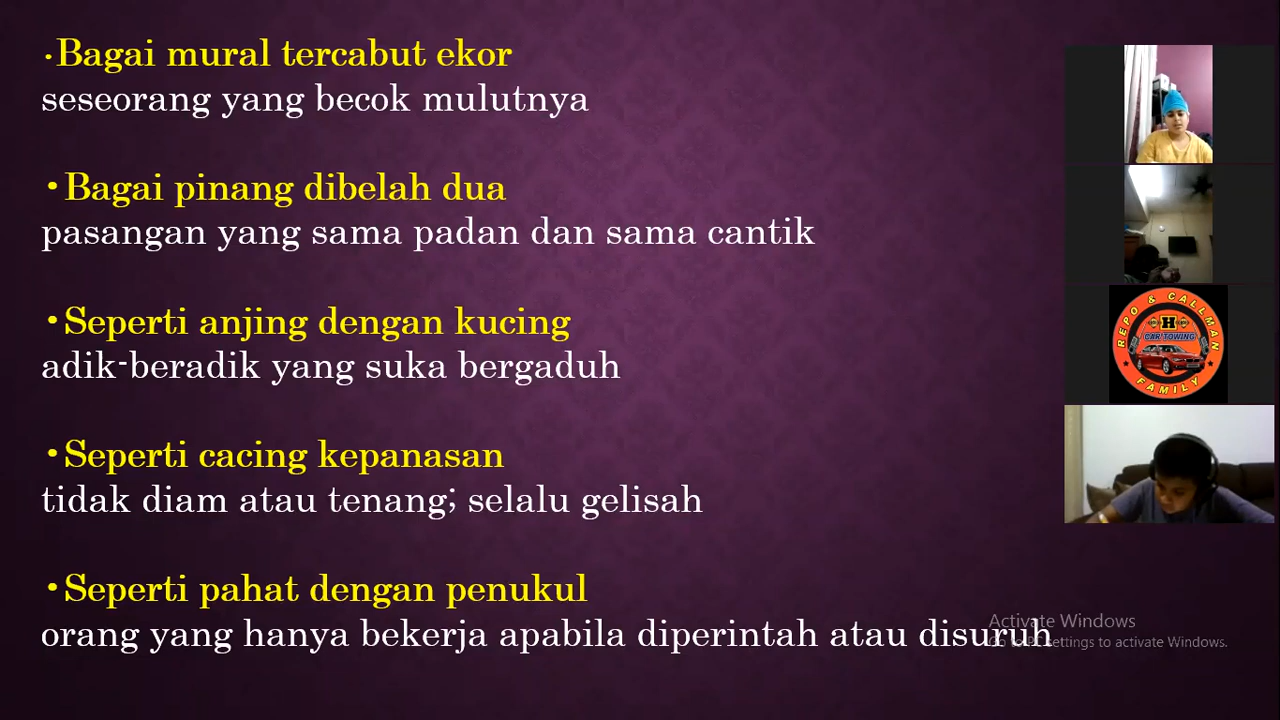 •Bagai mural tercabut ekor
seseorang yang becok mulutnya
•Bagai pinang dibelah dua
pasangan yang sama padan dan sama cantik
•Seperti anjing dengan kucing
adik-beradik yang suka bergaduh
•Seperti cacing kepanasan
tidak diam atau tenang; selalu gelisah
•Seperti pahat dengan penukul
orang yang hanya bekerja apabila diperintah atau disuruh
REPO & CALLMAN
H
CAR TOWING
FAMILY
Activate Windows
Go to PC settings to activate Windows.